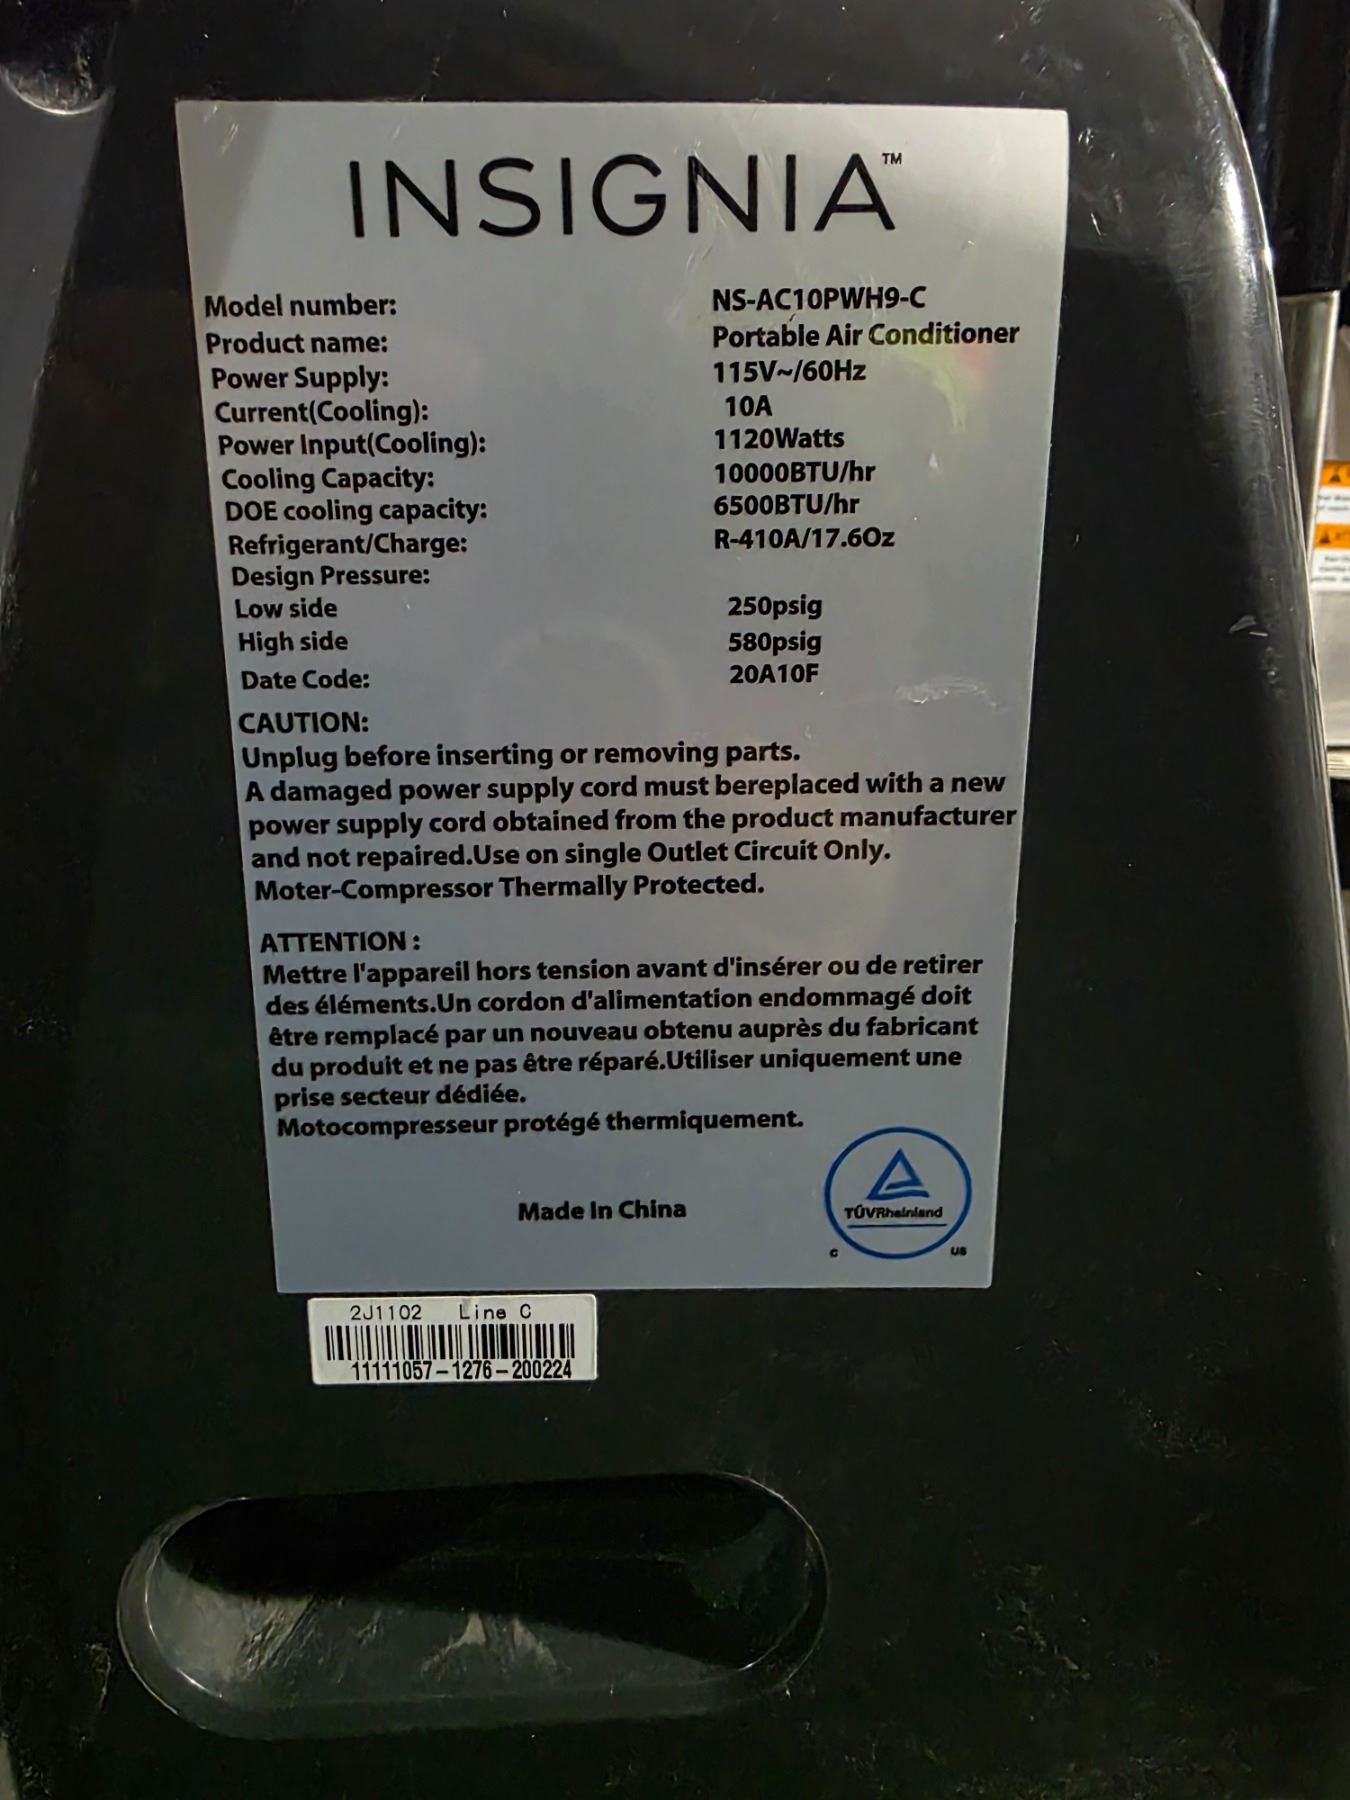 INSIGNIA™
Model number: NS-AC10PWH9-C
Product name: Portable Air Conditioner
Power Supply: 115V~/60Hz
Current(Cooling): 10A
Power Input(Cooling): 1120Watts
Cooling Capacity: 10000BTU/hr
DOE cooling capacity: 6500BTU/hr
Refrigerant/Charge: R-410A/17.6Oz
Design Pressure:
Low side 250psig
High side 580psig
Date Code: 20A10F
CAUTION:
Unplug before inserting or removing parts.
A damaged power supply cord must bereplaced with a new
power supply cord obtained from the product manufacturer
and not repaired.Use on single Outlet Circuit Only.
Moter-Compressor Thermally Protected.
ATTENTION :
Mettre l'appareil hors tension avant d'insérer ou de retirer
des éléments.Un cordon d'alimentation endommagé doit
être remplacé par un nouveau obtenu auprès du fabricant
du produit et ne pas être réparé.Utiliser uniquement une
prise secteur dédiée.
Motocompresseur protégé thermiquement.
Made In China
TÜVRheinland
C US
2J1102 Line C
11111057-1276-200224